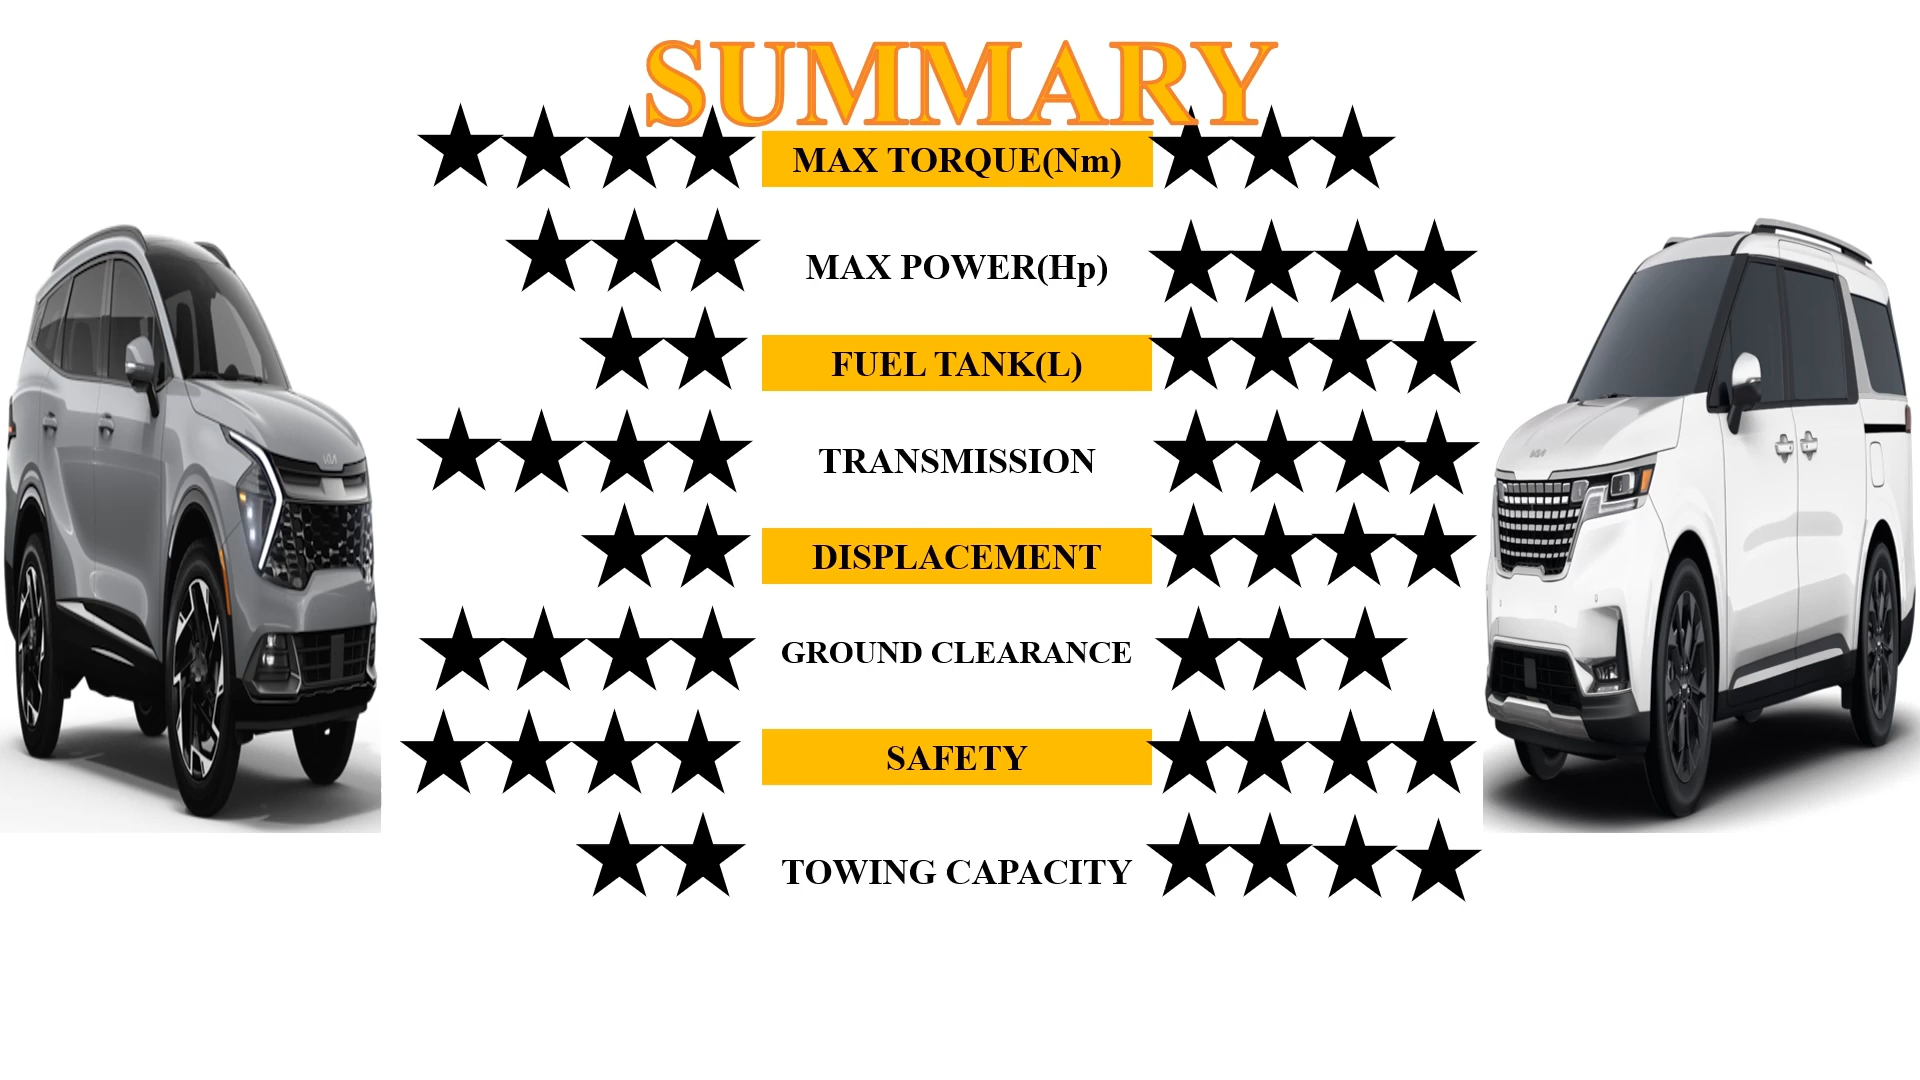 SUMMARY
MAX TORQUE(Nm)
MAX POWER(Hp)
FUEL TANK(L)
TRANSMISSION
DISPLACEMENT
GROUND CLEARANCE
SAFETY
TOWING CAPACITY